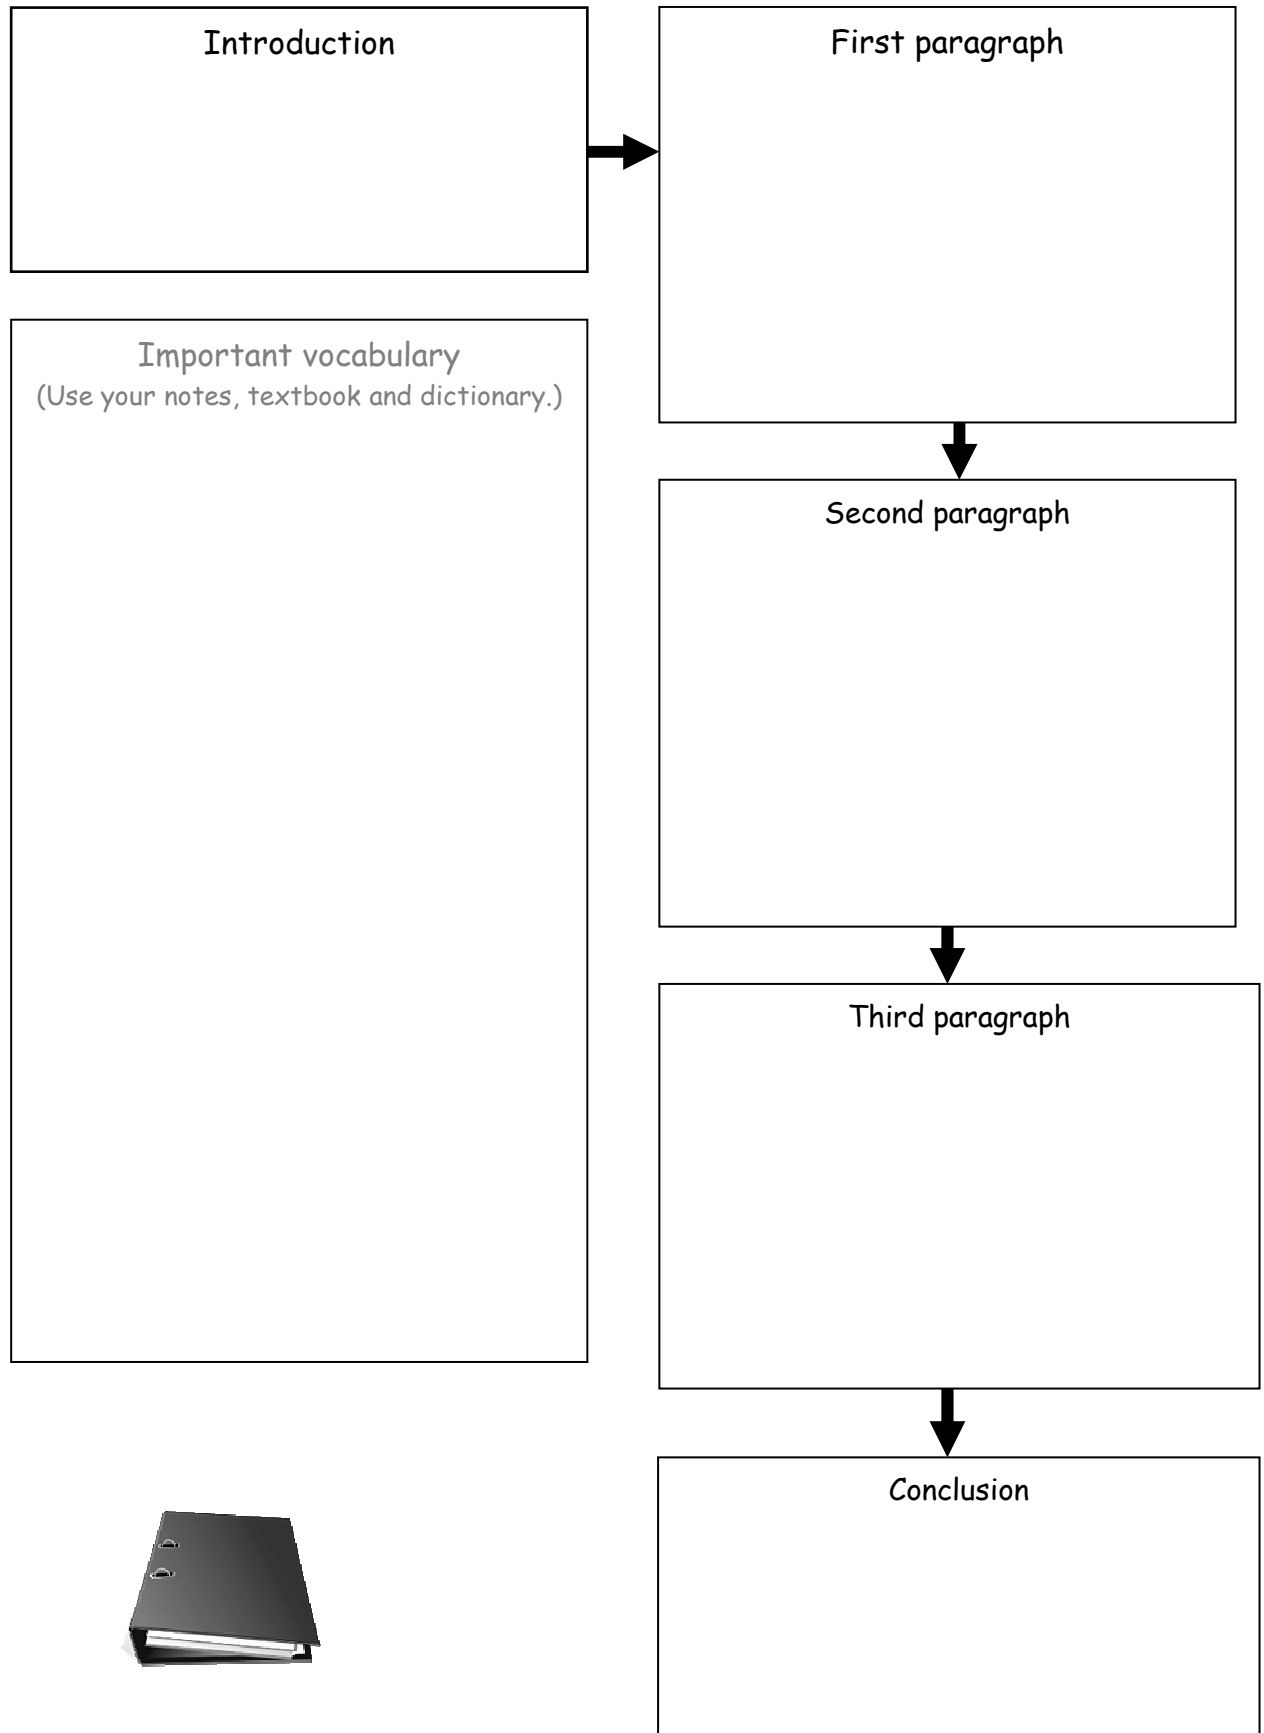 Introduction
First paragraph
Important vocabulary
(Use your notes, textbook and dictionary.)
Second paragraph
Third paragraph
Conclusion